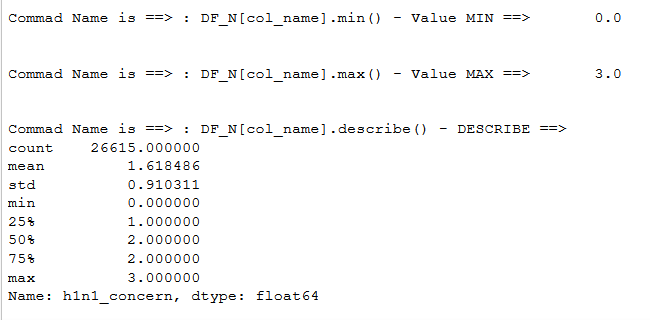 Commad Name is ==> : DF_N[col_name].min() - Value MIN ==>        0.0
Commad Name is ==> : DF_N[col_name].max() - Value MAX ==>        3.0
Commad Name is ==> : DF_N[col_name].describe() - DESCRIBE ==>
count    26615.000000
mean         1.618486
std          0.910311
min          0.000000
25%          1.000000
50%          2.000000
75%          2.000000
max          3.000000
Name: h1n1_concern, dtype: float64